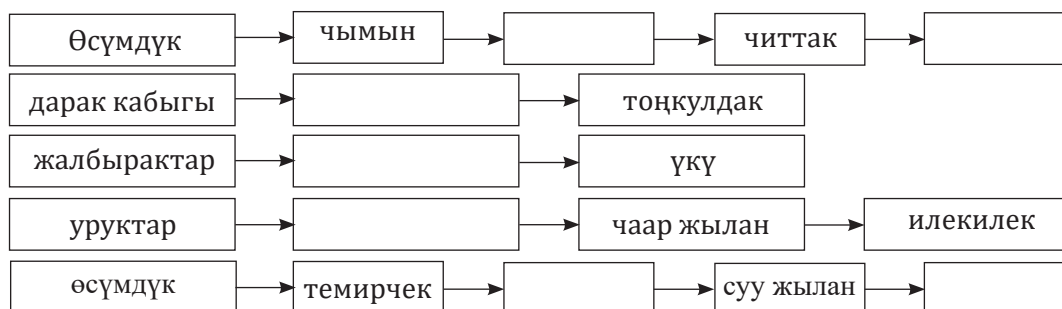 Өсүмдүк чымын читтак
дарак кабыгы тоңкулдак
жалбырактар үкү
уруктар чаар жылан илекилек
өсүмдүк темирчек суу жылан